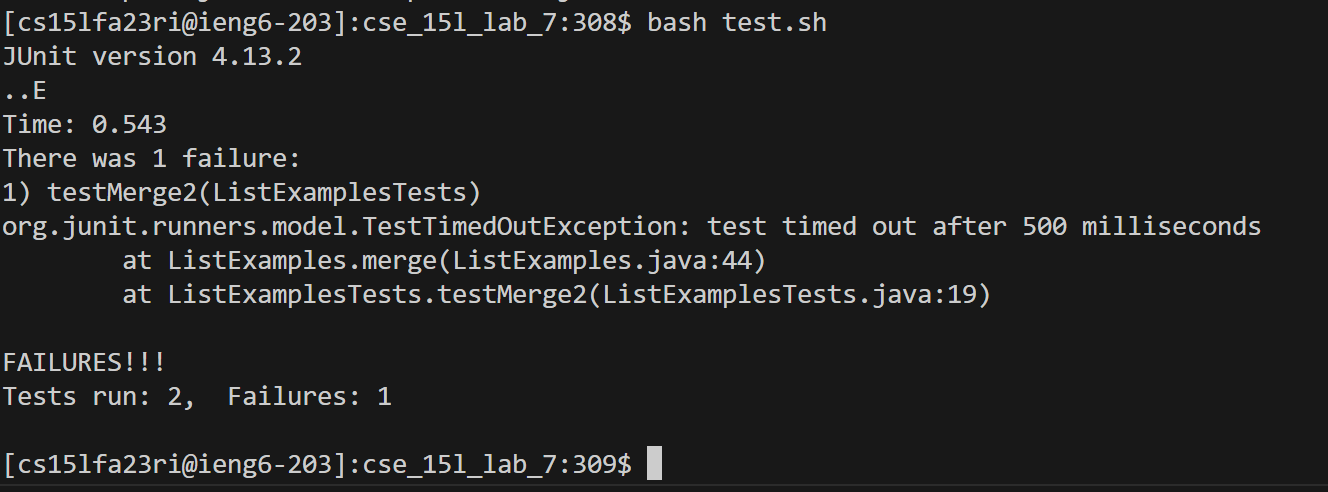 [cs15lfa23ri@ieng6-203]:cse_15l_lab_7:308$ bash test.sh
JUnit version 4.13.2
..E
Time: 0.543
There was 1 failure:
1) testMerge2(ListExamplesTests)
org.junit.runners.model.TestTimedOutException: test timed out after 500 milliseconds
        at ListExamples.merge(ListExamples.java:44)
        at ListExamplesTests.testMerge2(ListExamplesTests.java:19)

FAILURES!!!
Tests run: 2,  Failures: 1

[cs15lfa23ri@ieng6-203]:cse_15l_lab_7:309$